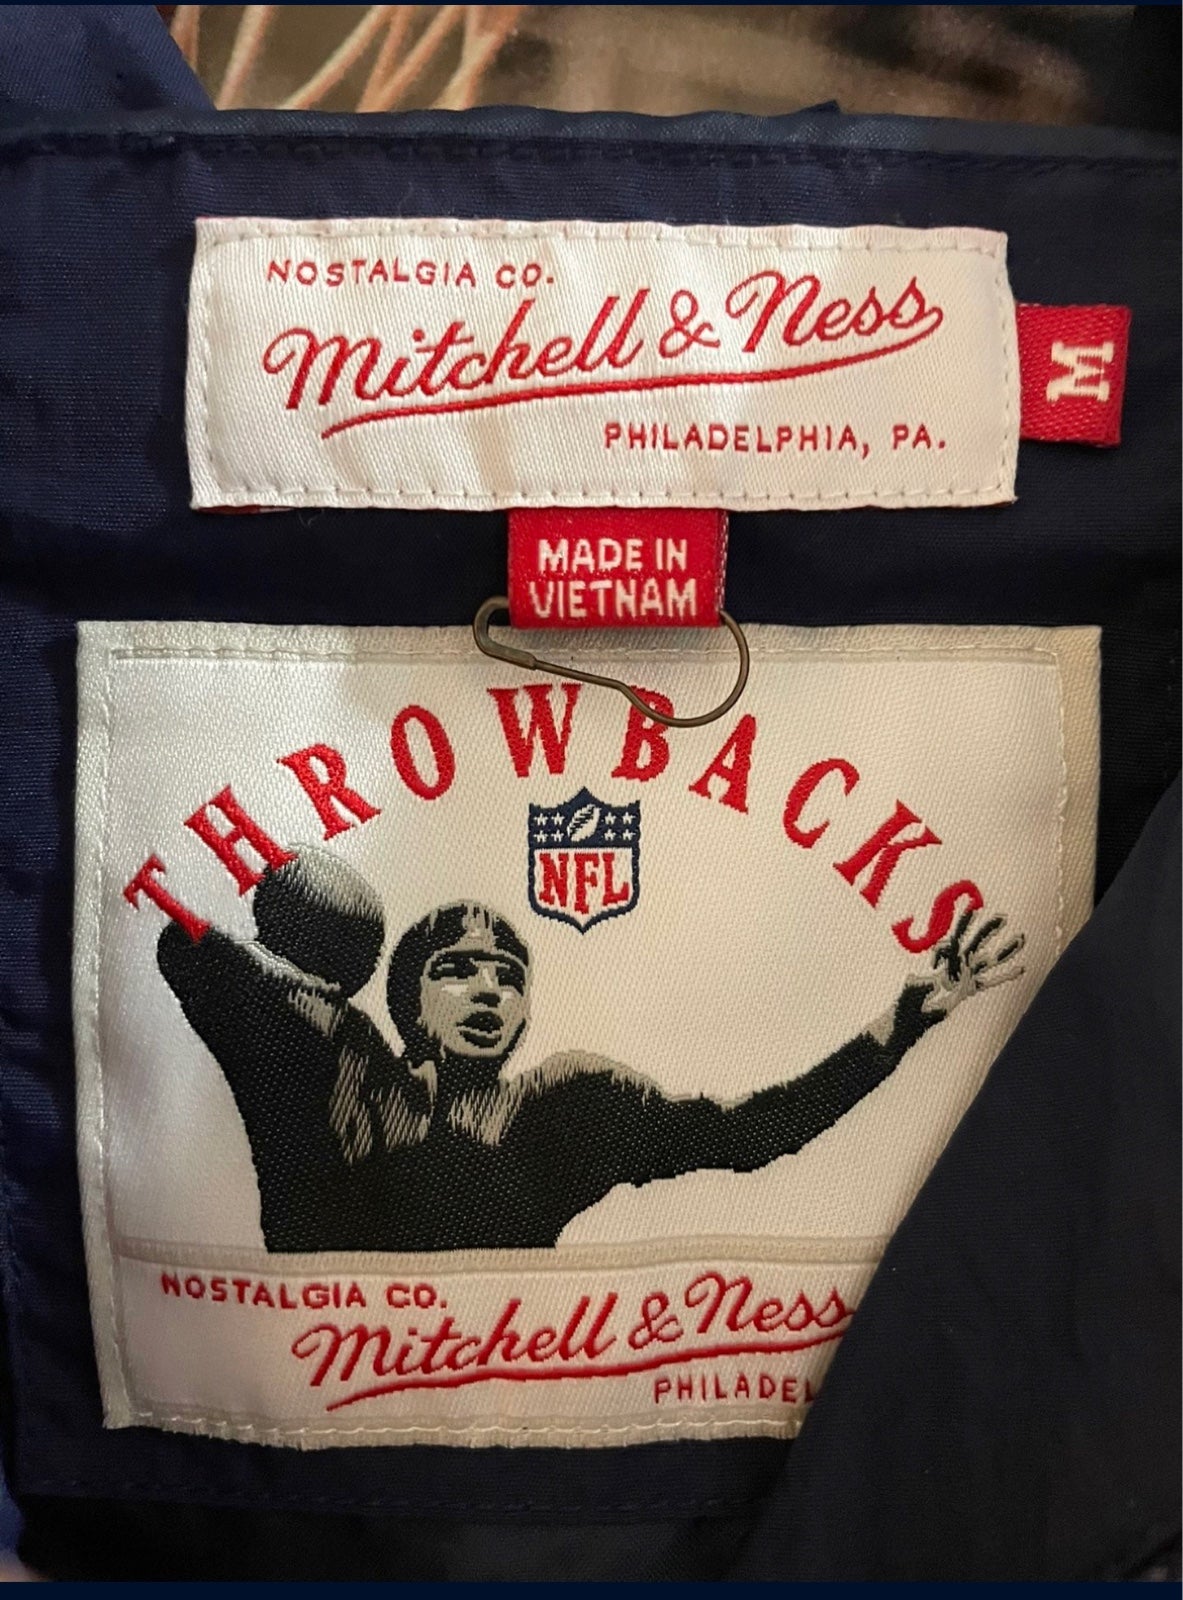 NOSTALGIA CO.
Mitchell & Ness
PHILADELPHIA, PA.
M
MADE IN
VIETNAM
THROWBACKS
NFL
NOSTALGIA CO.
Mitchell & Ness